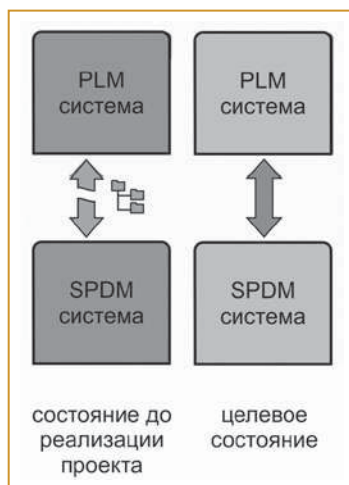 PLM
система
PLM
система
SPDM
система
SPDM
система
состояние до
реализации
проекта
целевое
состояние